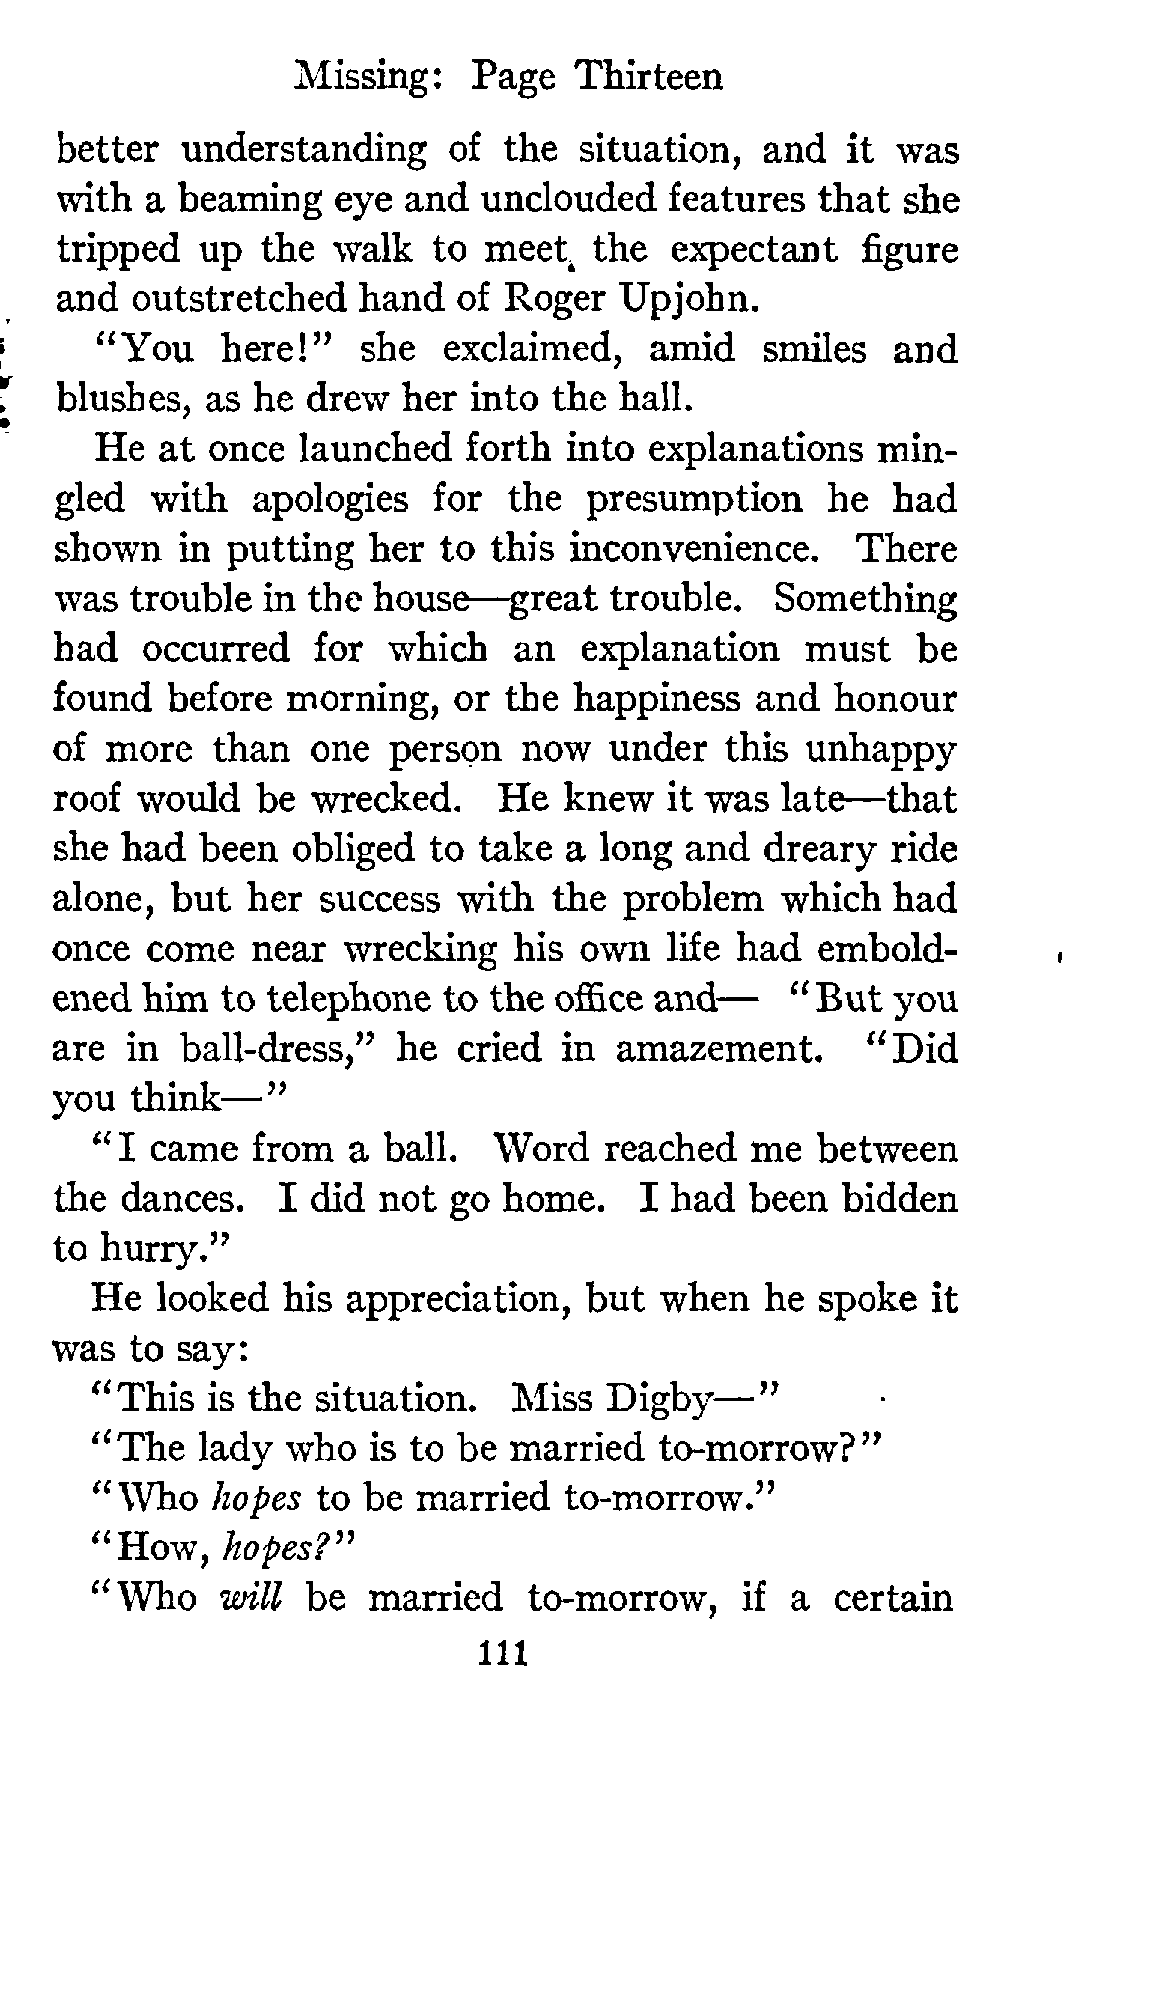 Missing: Page Thirteen
better understanding of the situation, and it was
with a beaming eye and unclouded features that she
tripped up the walk to meet the expectant figure
and outstretched hand of Roger Upjohn.
"You here!" she exclaimed, amid smiles and
blushes, as he drew her into the hall.
He at once launched forth into explanations min-
gled with apologies for the presumption he had
shown in putting her to this inconvenience. There
was trouble in the house—great trouble. Something
had occurred for which an explanation must be
found before morning, or the happiness and honour
of more than one person now under this unhappy
roof would be wrecked. He knew it was late—that
she had been obliged to take a long and dreary ride
alone, but her success with the problem which had
once come near wrecking his own life had embold-
ened him to telephone to the office and— "But you
are in ball-dress," he cried in amazement. "Did
you think—"
"I came from a ball. Word reached me between
the dances. I did not go home. I had been bidden
to hurry."
He looked his appreciation, but when he spoke it
was to say:
"This is the situation. Miss Digby—"
"The lady who is to be married to-morrow?"
"Who hopes to be married to-morrow."
"How, hopes?"
"Who will be married to-morrow, if a certain
111